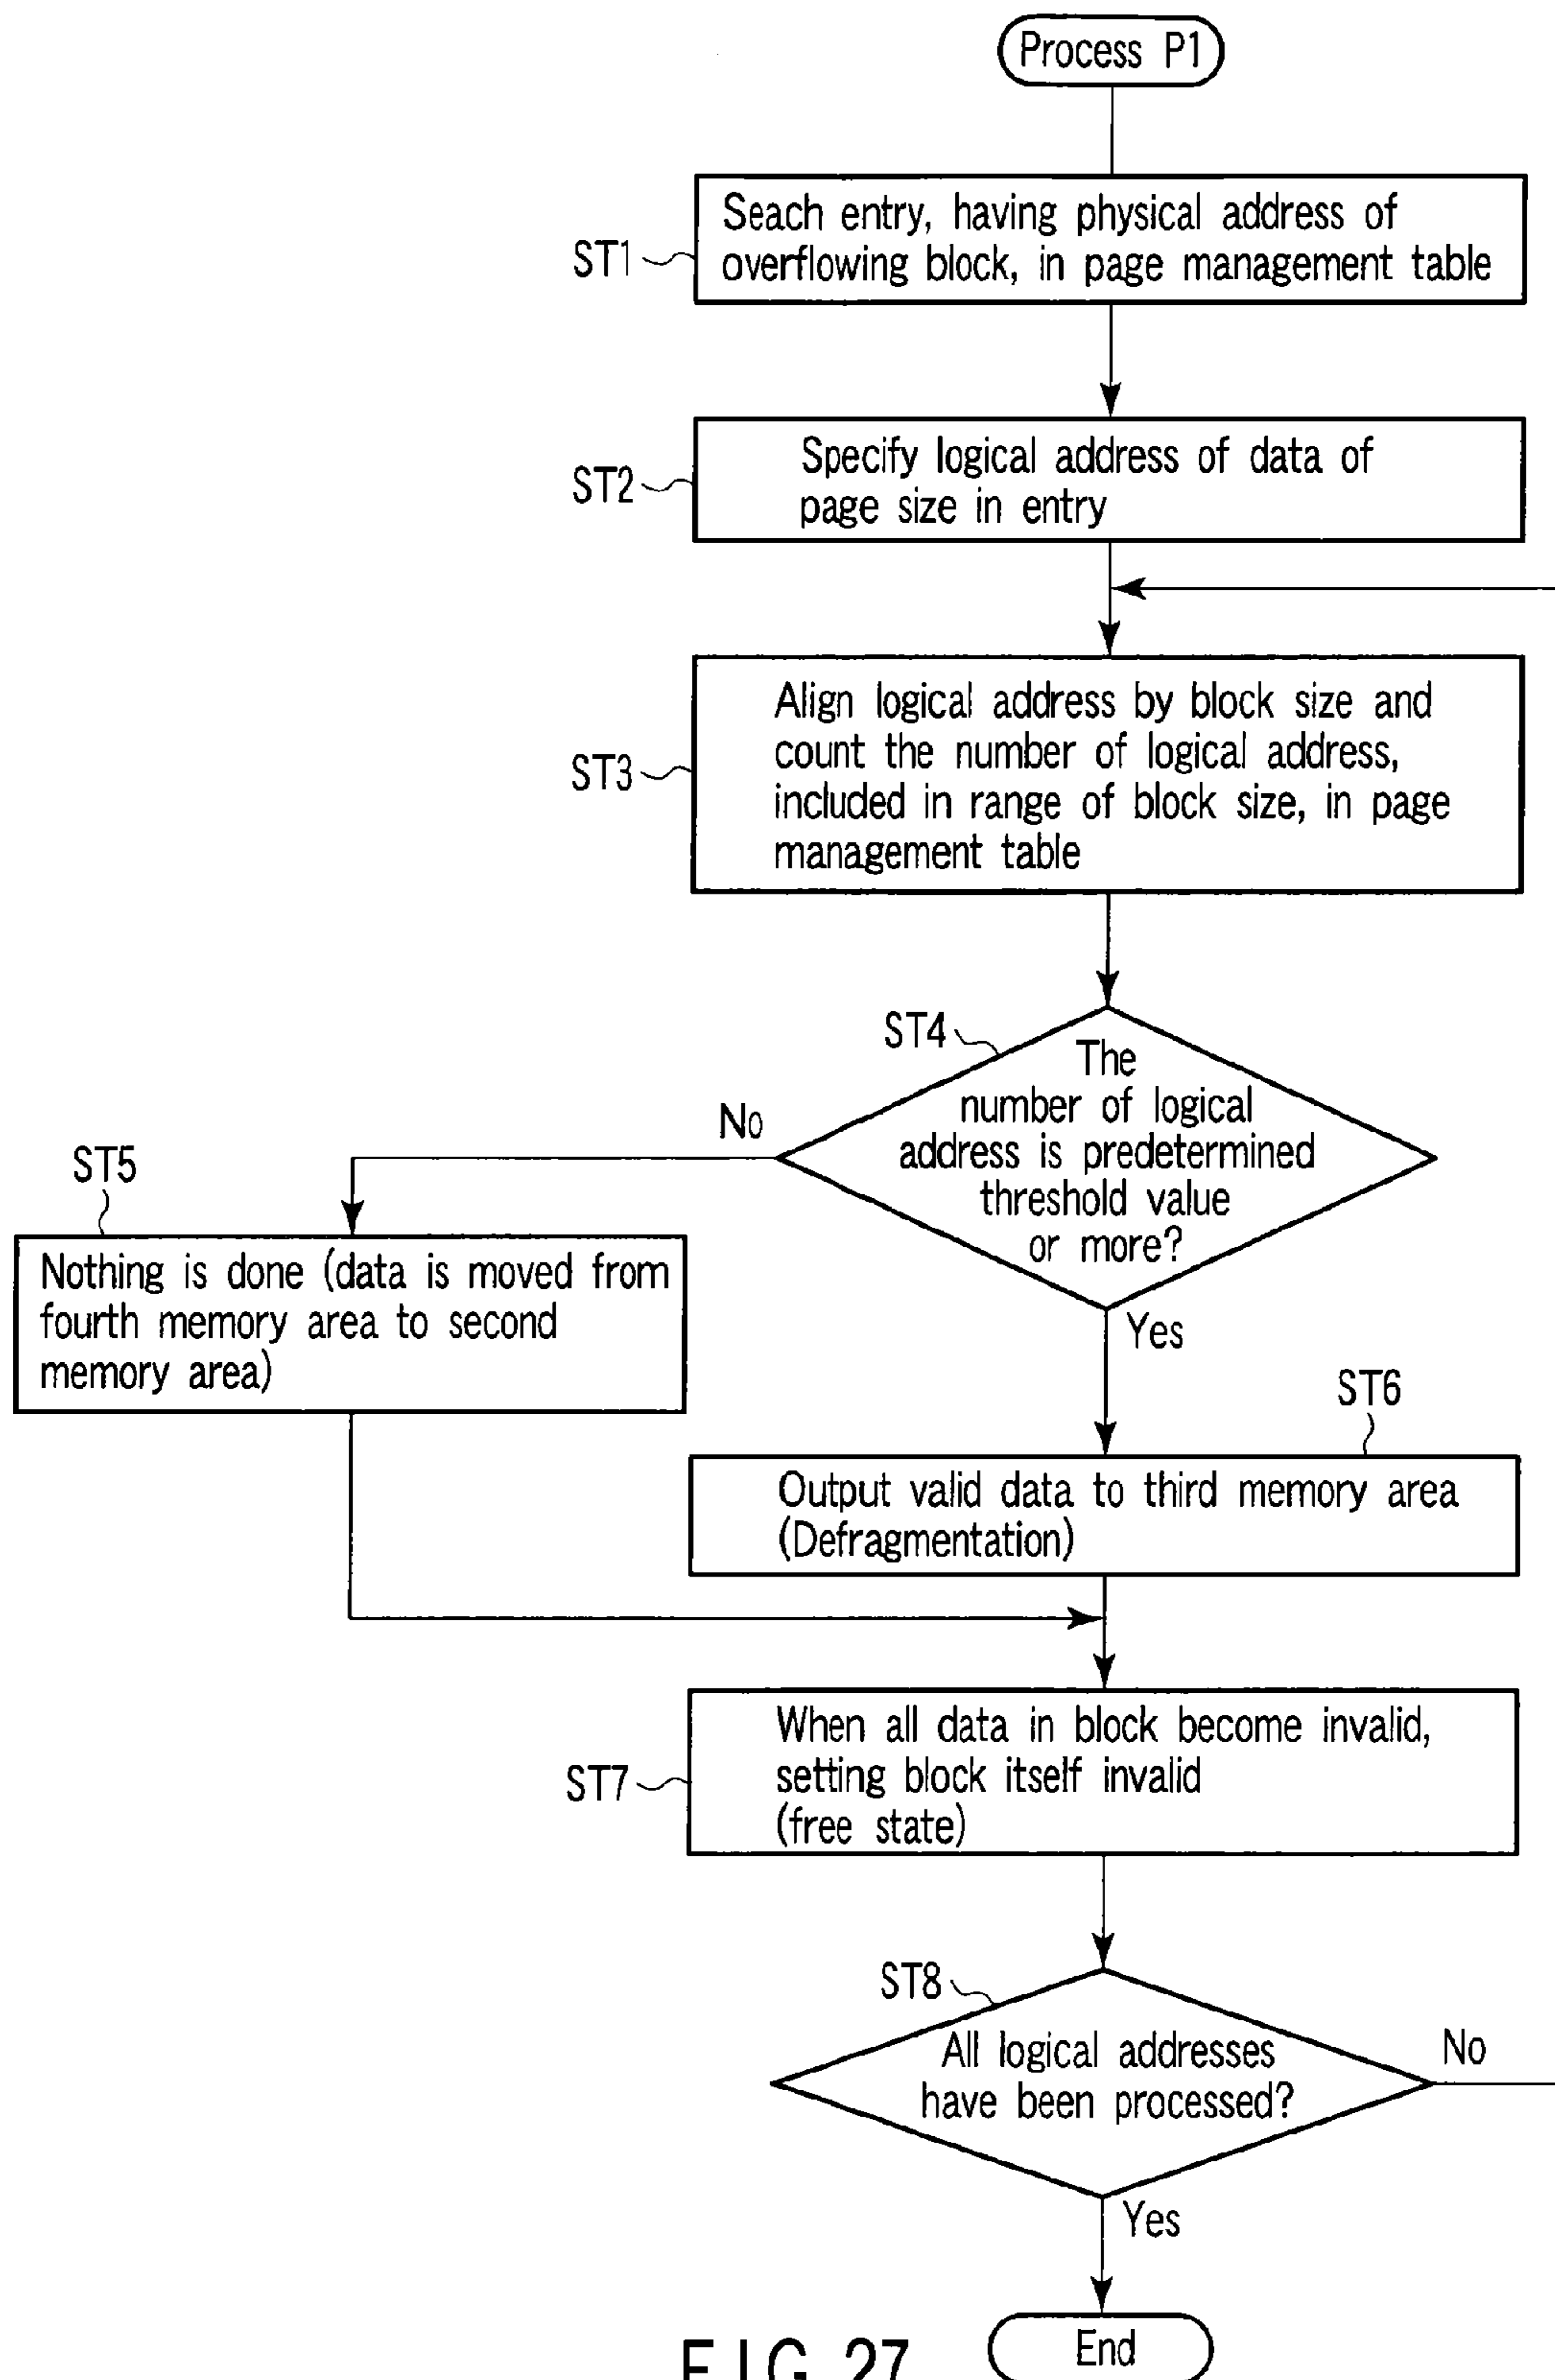 Process P1
Seach entry, having physical address of
overflowing block, in page management table
ST1
Specify logical address of data of
page size in entry
ST2
Align logical address by block size and
count the number of logical address,
included in range of block size, in page
management table
ST3
ST4
The
number of logical
address is predetermined
threshold value
or more?
No
Yes
ST5
Nothing is done (data is moved from
fourth memory area to second
memory area)
ST6
Output valid data to third memory area
(Defragmentation)
When all data in block become invalid,
setting block itself invalid
(free state)
ST7
ST8
All logical addresses
have been processed?
No
Yes
End
FIG. 27